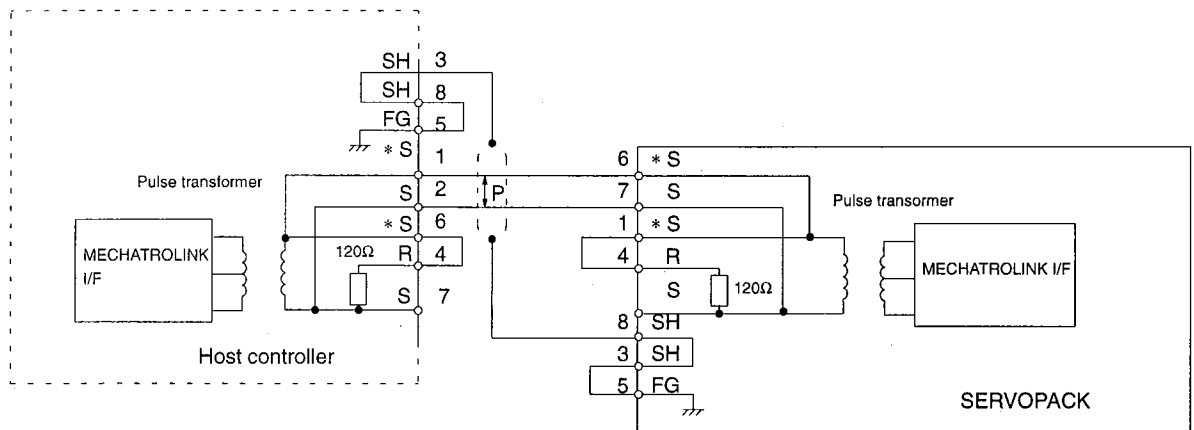 SH 3
SH 8
FG 5
* S 1
S 2
* S 6
R 4
S 7
Pulse transformer
120Ω
MECHATROLINK
I/F
Host controller
P
6 * S
7 S
1 * S
4 R
S
8 SH
3 SH
5 FG
Pulse transormer
120Ω
MECHATROLINK I/F
SERVOPACK